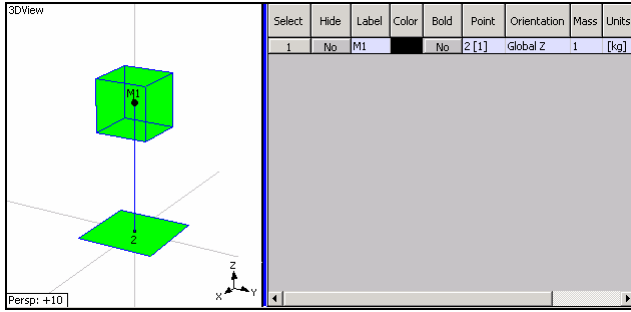 3DView
M1
2
Z
X Y
Persp: +10
Select Hide Label Color Bold Point Orientation Mass Units
1 No M1 No 2 [1] Global Z 1 [kg]